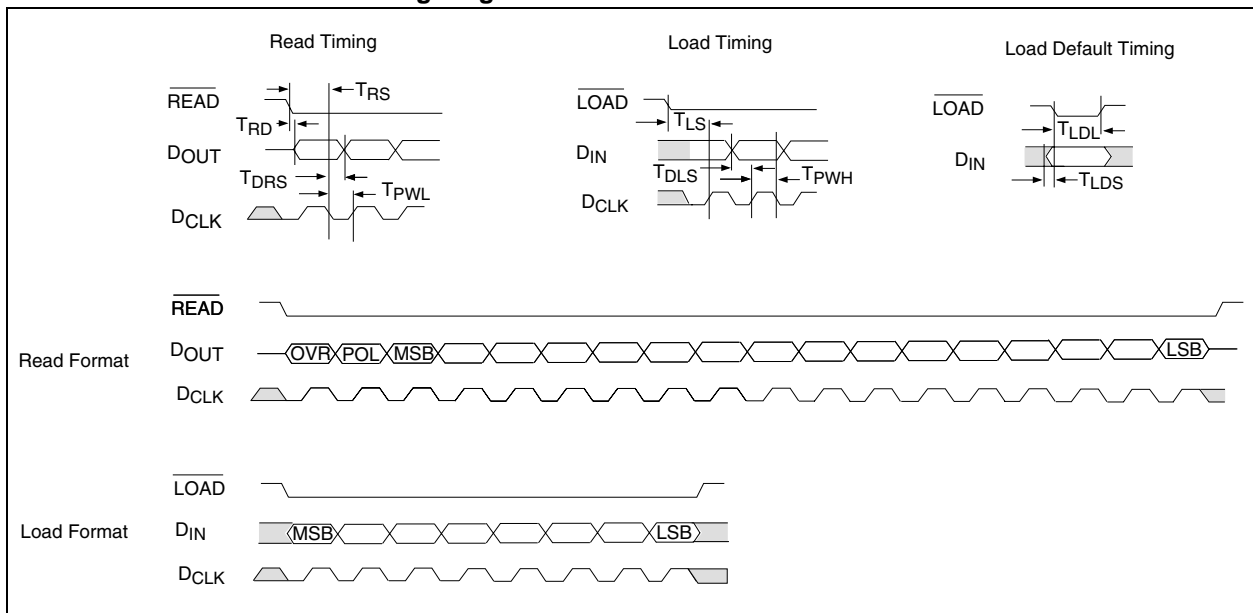 Read Timing
Load Timing
Load Default Timing
READ
TRS
TRD
DOUT
TDRS
TPWL
DCLK
LOAD
TLS
DIN
TDLS
TPWH
DCLK
LOAD
TLDL
DIN
TLDS
Read Format
READ
DOUT
OVR POL MSB LSB
DCLK
Load Format
LOAD
DIN
MSB LSB
DCLK